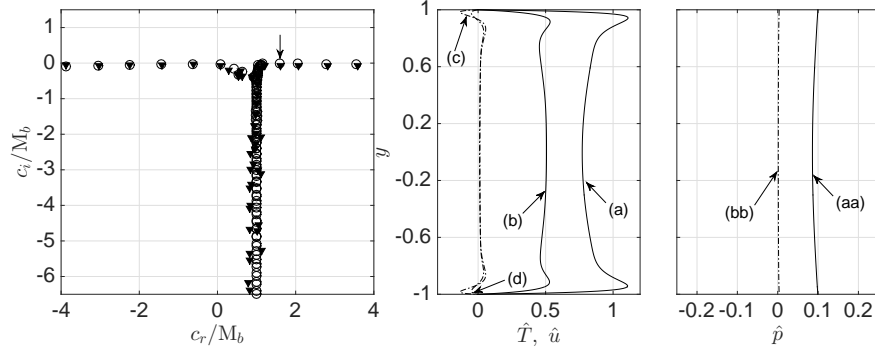 1
0
-1
-2
-3
-4
-5
-6
c_i/M_b
-4 -2 0 2 4
c_r/M_b
1
0.6
0.2
-0.2
-0.6
-1
y
(c)
(b)
(a)
(d)
0 0.5 1
T̂, û
(bb)
(aa)
-0.2 -0.1 0 0.1 0.2
p̂